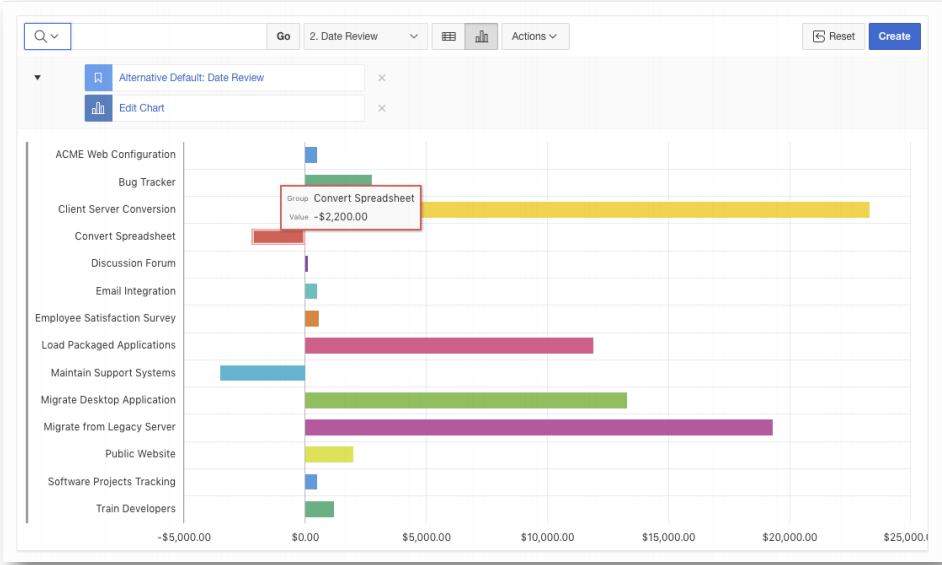 Go
2. Date Review
Actions
Reset
Create
Alternative Default: Date Review
Edit Chart
ACME Web Configuration
Bug Tracker
Group Convert Spreadsheet
Value -$2,200.00
Client Server Conversion
Convert Spreadsheet
Discussion Forum
Email Integration
Employee Satisfaction Survey
Load Packaged Applications
Maintain Support Systems
Migrate Desktop Application
Migrate from Legacy Server
Public Website
Software Projects Tracking
Train Developers
-$5,000.00 $0.00 $5,000.00 $10,000.00 $15,000.00 $20,000.00 $25,000.0